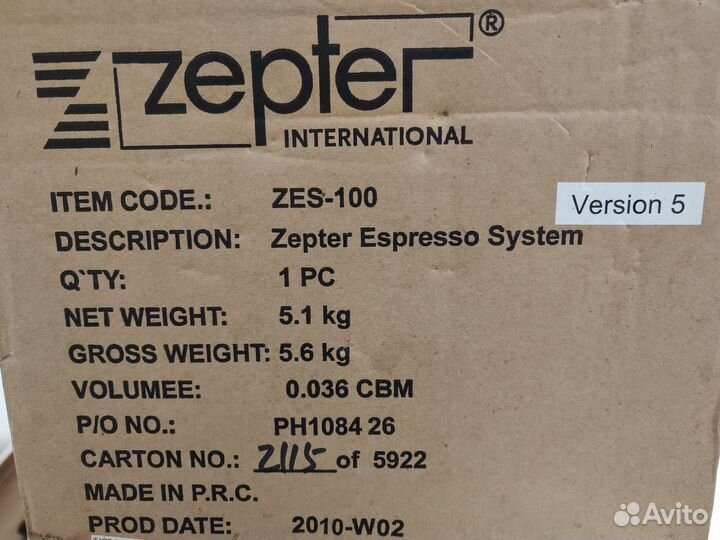 zepter®
INTERNATIONAL
ITEM CODE.: ZES-100
Version 5
DESCRIPTION: Zepter Espresso System
Q`TY: 1 PC
NET WEIGHT: 5.1 kg
GROSS WEIGHT: 5.6 kg
VOLUMEE: 0.036 CBM
P/O NO.: PH1084 26
CARTON NO.: 2115 of 5922
MADE IN P.R.C.
PROD DATE: 2010-W02
Avito